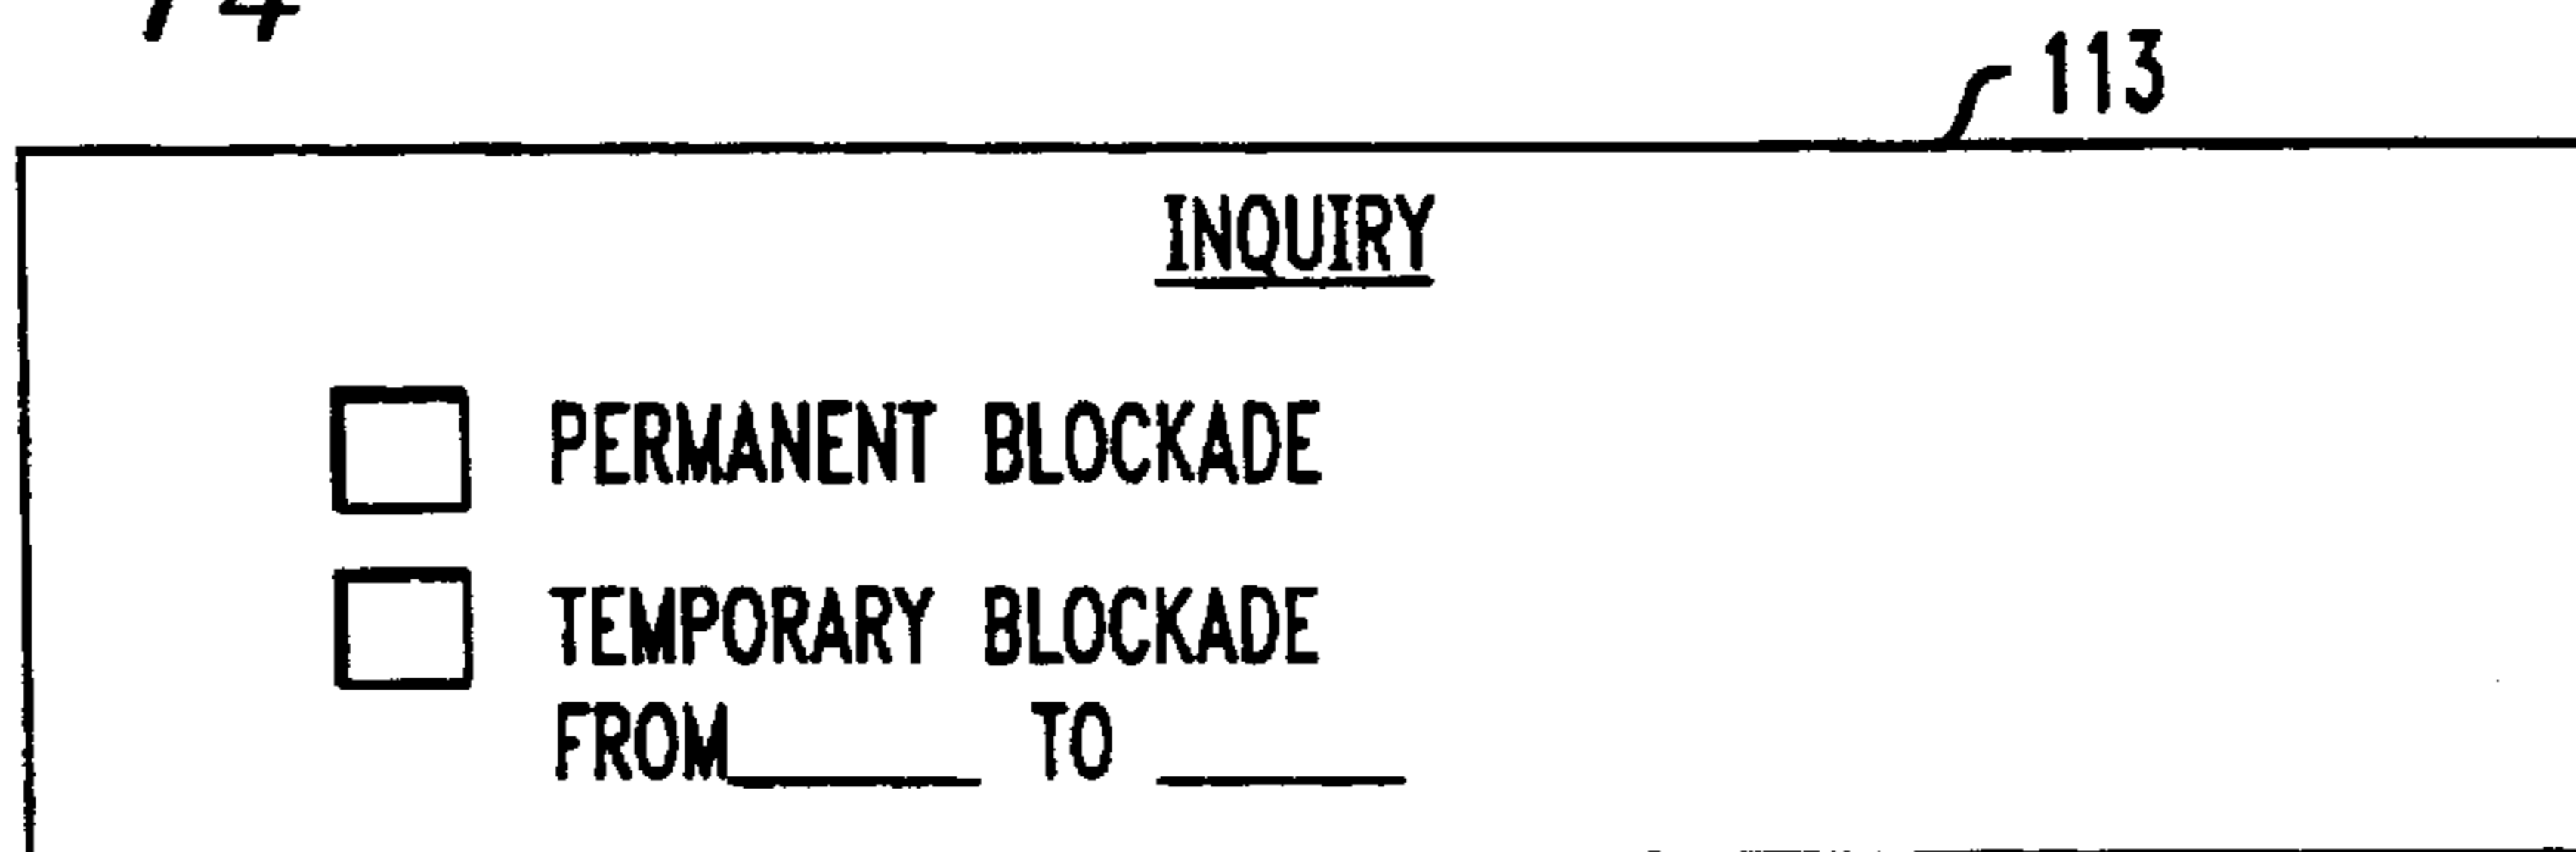 113
INQUIRY
PERMANENT BLOCKADE
TEMPORARY BLOCKADE
FROM_____ TO _____